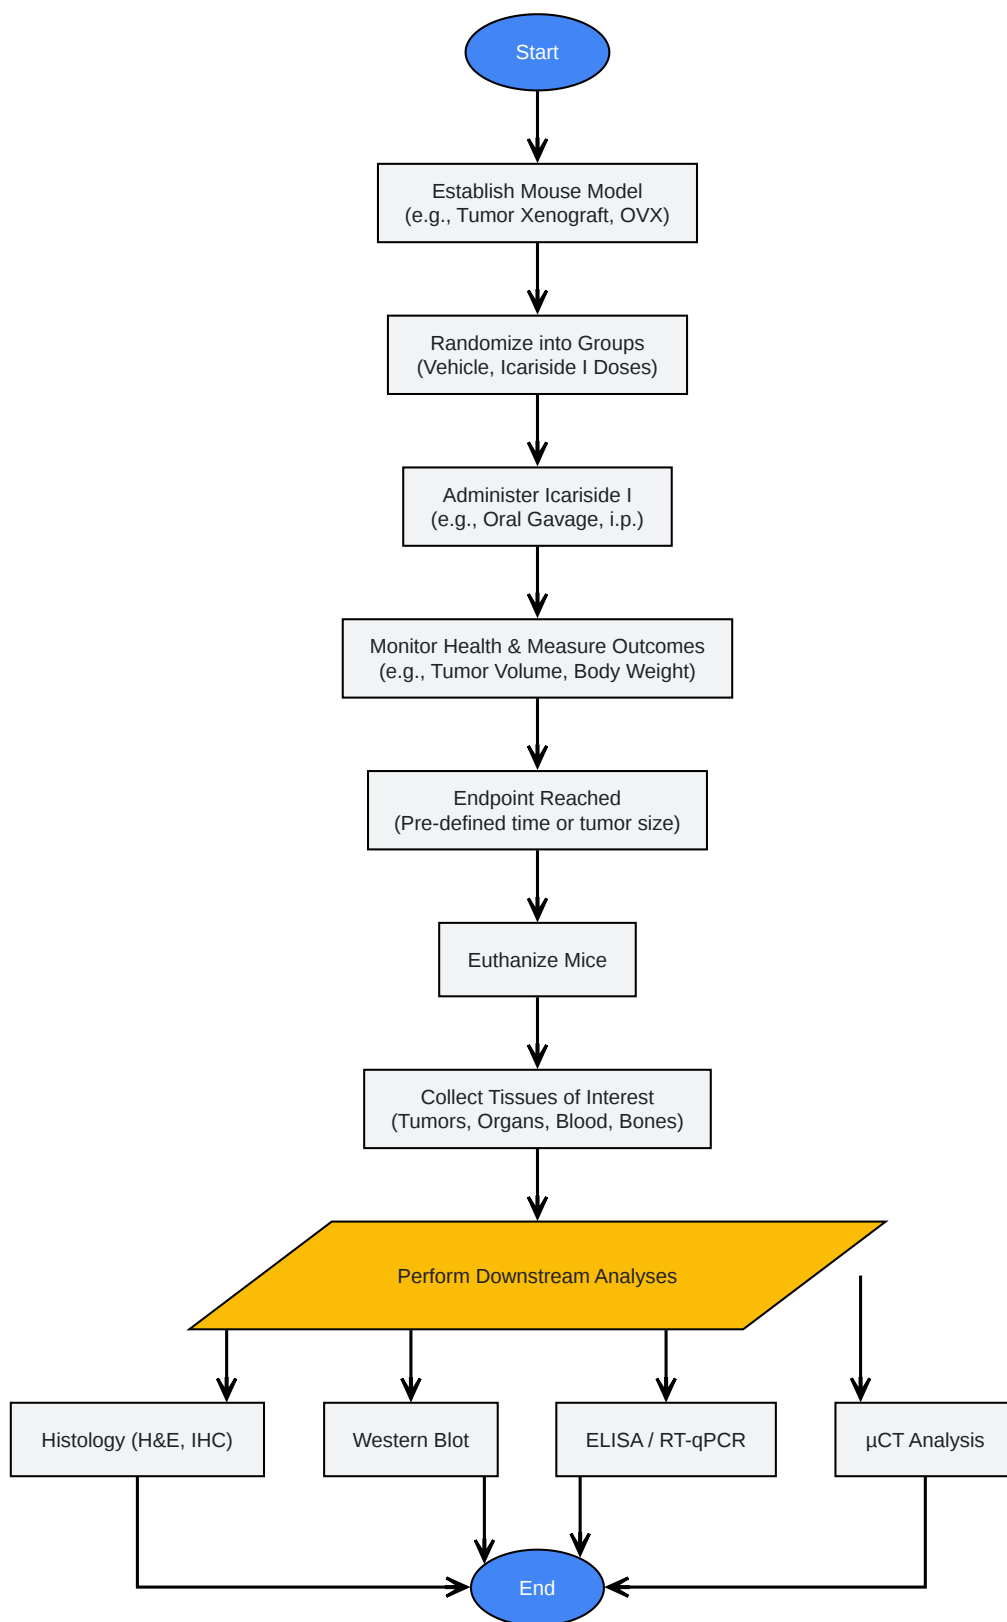 Start
Establish Mouse Model
(e.g., Tumor Xenograft, OVX)
Randomize into Groups
(Vehicle, Icariside I Doses)
Administer Icariside I
(e.g., Oral Gavage, i.p.)
Monitor Health & Measure Outcomes
(e.g., Tumor Volume, Body Weight)
Endpoint Reached
(Pre-defined time or tumor size)
Euthanize Mice
Collect Tissues of Interest
(Tumors, Organs, Blood, Bones)
Perform Downstream Analyses
Histology (H&E, IHC)
Western Blot
ELISA / RT-qPCR
µCT Analysis
End